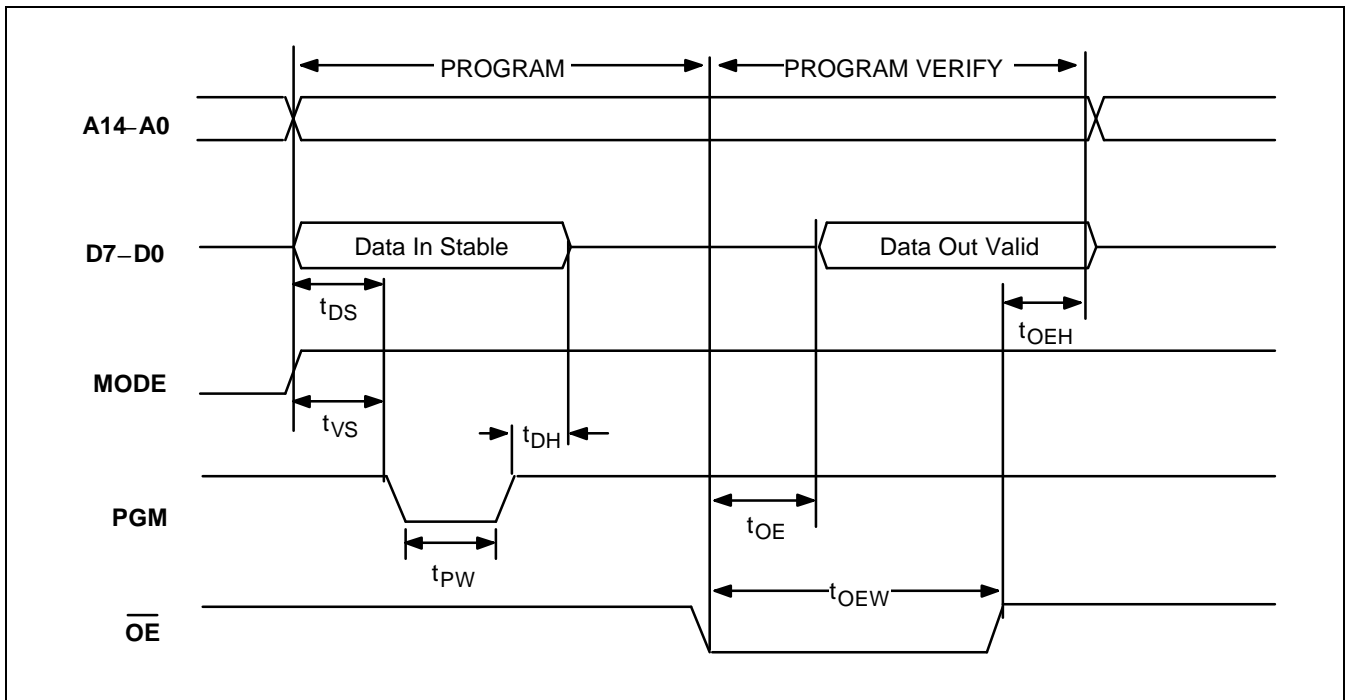 PROGRAM PROGRAM VERIFY
A14–A0
D7–D0 Data In Stable Data Out Valid
tDS tOEH
MODE
tVS tDH
PGM
tOE
tPW
tOEW
OE